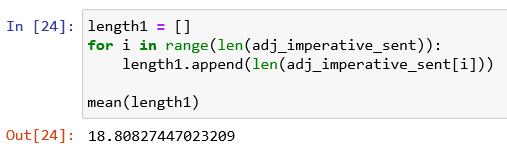 In [24]: length1 = []
for i in range(len(adj_imperative_sent)):
    length1.append(len(adj_imperative_sent[i]))

mean(length1)
Out[24]: 18.80827447023209